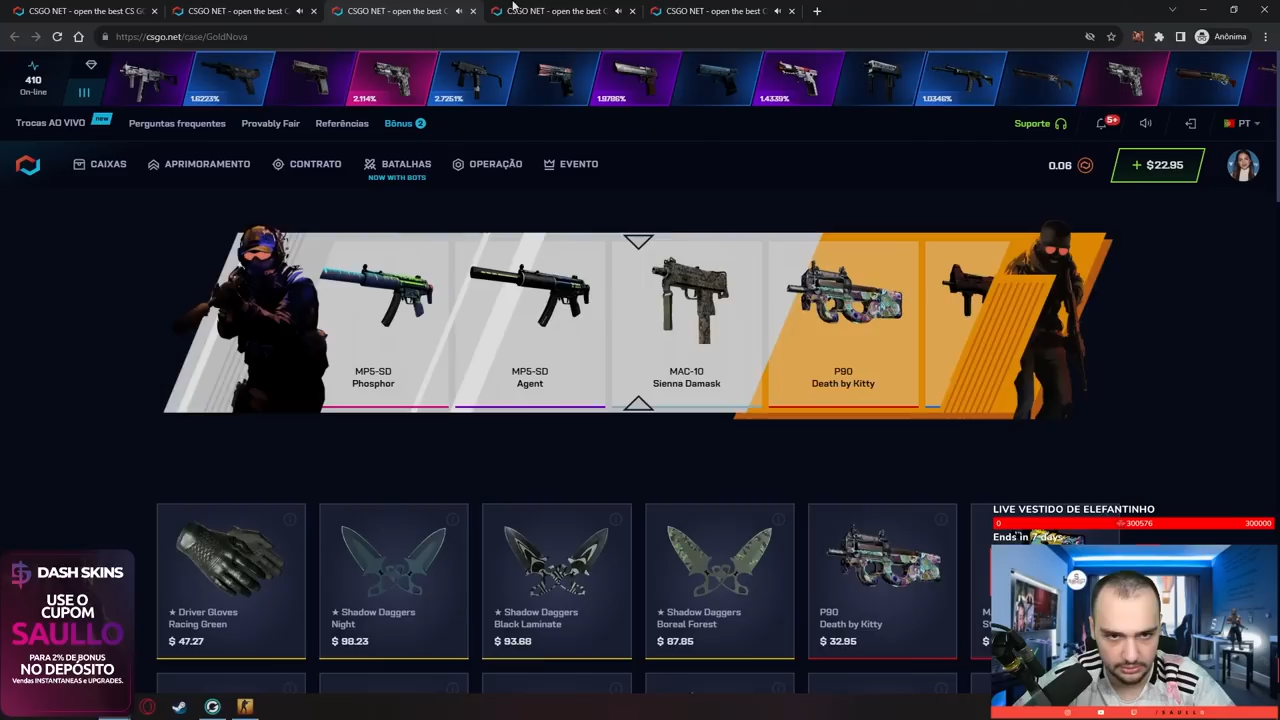 CSGO NET - open the best CS GO
CSGO NET - open the best C
CSGO NET - open the best C
CSGO NET - open the best C
CSGO NET - open the best C
https://csgo.net/case/GoldNova
Anônima
410
On-line
1.6223%
2.114%
2.7251%
1.9786%
1.4339%
1.0346%
Trocas AO VIVO
new
Perguntas frequentes
Provably Fair
Referências
Bônus 2
Suporte
5+
PT
CAIXAS
APRIMORAMENTO
CONTRATO
BATALHAS
NOW WITH BOTS
OPERAÇÃO
EVENTO
0.06
+ $22.95
MP5-SD
Phosphor
MP5-SD
Agent
MAC-10
Sienna Damask
P90
Death by Kitty
★ Driver Gloves
Racing Green
$ 47.27
★ Shadow Daggers
Night
$ 98.23
★ Shadow Daggers
Black Laminate
$ 93.68
★ Shadow Daggers
Boreal Forest
$ 87.85
P90
Death by Kitty
$ 32.95
LIVE VESTIDO DE ELEFANTINHO
0
300576
300000
Ends in 7 days
DASH SKINS
USE O
CUPOM
SAULLO
PARA 2% DE BONUS
NO DEPÓSITO
Vendas INSTANTANEAS e UPGRADES.